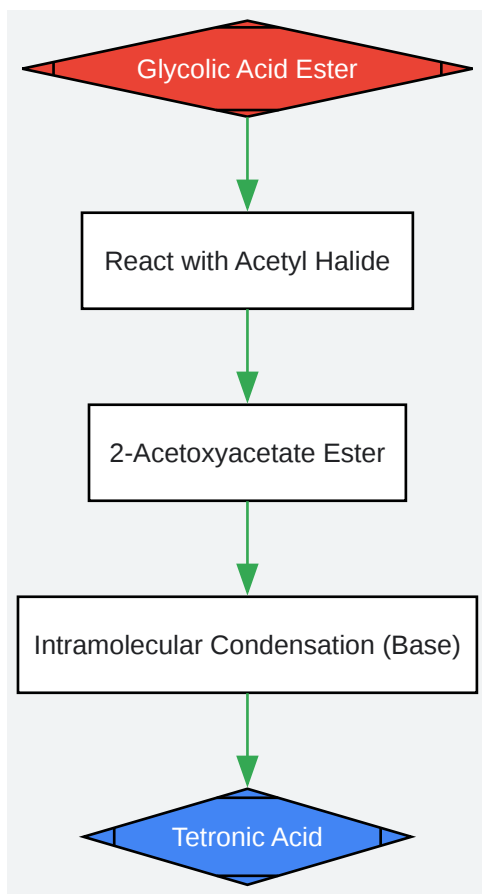 Glycolic Acid Ester
React with Acetyl Halide
2-Acetoxyacetate Ester
Intramolecular Condensation (Base)
Tetronic Acid